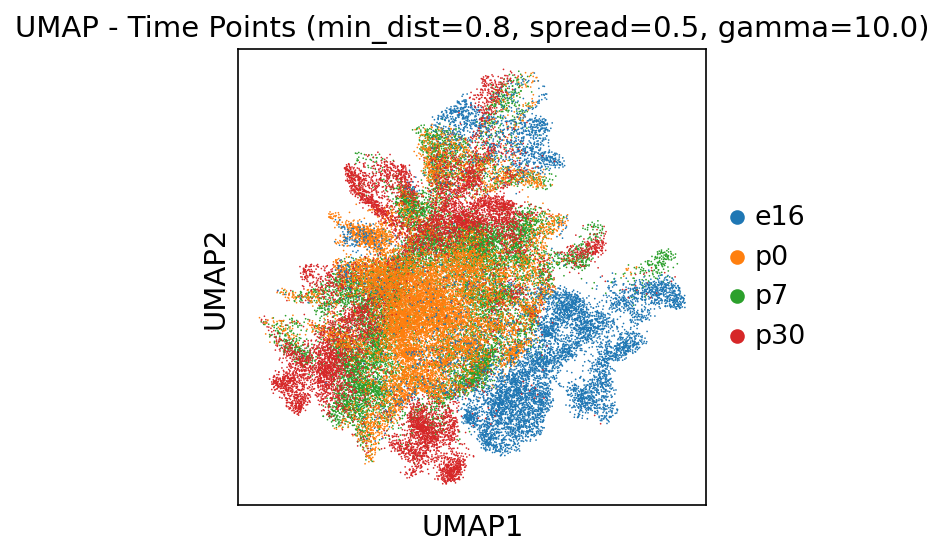 UMAP - Time Points (min_dist=0.8, spread=0.5, gamma=10.0)
UMAP2
e16
p0
p7
p30
UMAP1